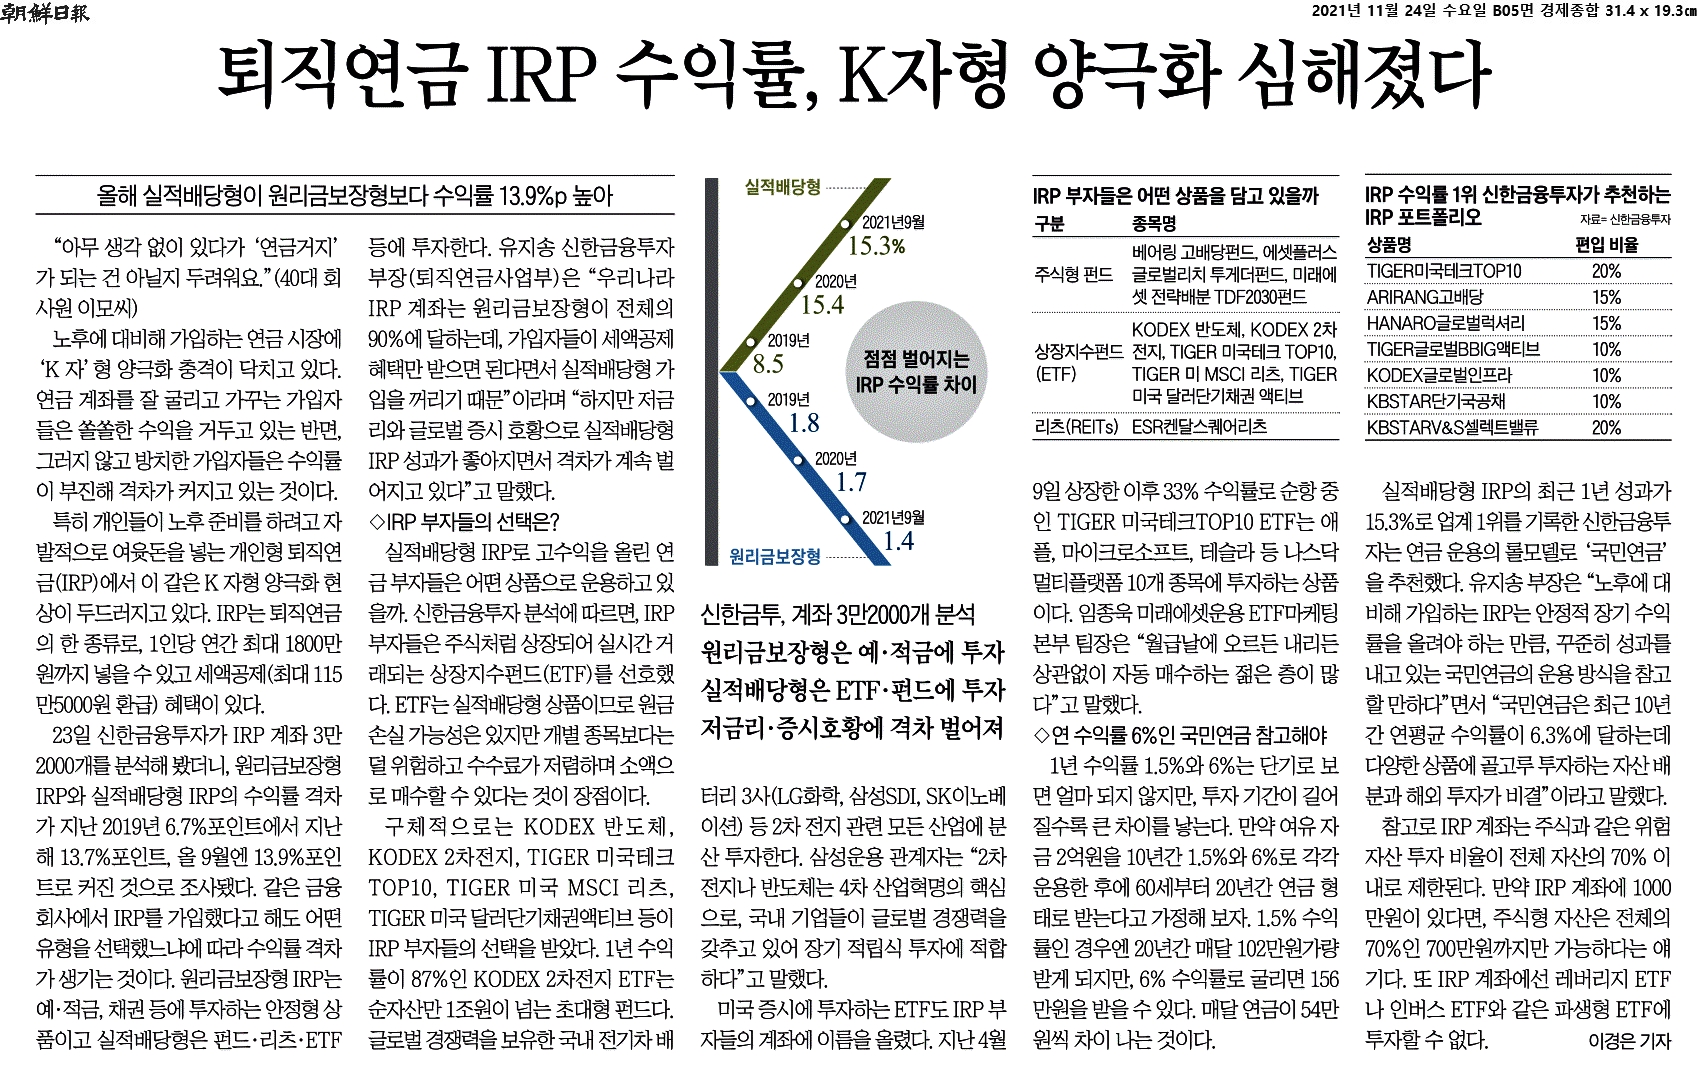 朝鮮日報
2021년 11월 24일 수요일 B05면 경제종합 31.4 x 19.3㎝
퇴직연금 IRP 수익률, K자형 양극화 심해졌다
올해 실적배당형이 원리금보장형보다 수익률 13.9%p 높아
“아무 생각 없이 있다가 ‘연금거지’
가 되는 건 아닐지 두려워요.”(40대 회
사원 이모씨)
노후에 대비해 가입하는 연금 시장에
‘K 자’ 형 양극화 충격이 닥치고 있다.
연금 계좌를 잘 굴리고 가꾸는 가입자
들은 쏠쏠한 수익을 거두고 있는 반면,
그러지 않고 방치한 가입자들은 수익률
이 부진해 격차가 커지고 있는 것이다.
특히 개인들이 노후 준비를 하려고 자
발적으로 여윳돈을 넣는 개인형 퇴직연
금(IRP)에서 이 같은 K 자형 양극화 현
상이 두드러지고 있다. IRP는 퇴직연금
의 한 종류로, 1인당 연간 최대 1800만
원까지 넣을 수 있고 세액공제(최대 115
만5000원 환급) 혜택이 있다.
23일 신한금융투자가 IRP 계좌 3만
2000개를 분석해 봤더니, 원리금보장형
IRP와 실적배당형 IRP의 수익률 격차
가 지난 2019년 6.7%포인트에서 지난
해 13.7%포인트, 올 9월엔 13.9%포인
트로 커진 것으로 조사됐다. 같은 금융
회사에서 IRP를 가입했다고 해도 어떤
유형을 선택했느냐에 따라 수익률 격차
가 생기는 것이다. 원리금보장형 IRP는
예·적금, 채권 등에 투자하는 안정형 상
품이고 실적배당형은 펀드·리츠·ETF
등에 투자한다. 유지송 신한금융투자
부장(퇴직연금사업부)은 “우리나라
IRP 계좌는 원리금보장형이 전체의
90%에 달하는데, 가입자들이 세액공제
혜택만 받으면 된다면서 실적배당형 가
입을 꺼리기 때문”이라며 “하지만 저금
리와 글로벌 증시 호황으로 실적배당형
IRP 성과가 좋아지면서 격차가 계속 벌
어지고 있다”고 말했다.
◇IRP 부자들의 선택은?
실적배당형 IRP로 고수익을 올린 연
금 부자들은 어떤 상품으로 운용하고 있
을까. 신한금융투자 분석에 따르면, IRP
부자들은 주식처럼 상장되어 실시간 거
래되는 상장지수펀드(ETF)를 선호했
다. ETF는 실적배당형 상품이므로 원금
손실 가능성은 있지만 개별 종목보다는
덜 위험하고 수수료가 저렴하며 소액으
로 매수할 수 있다는 것이 장점이다.
구체적으로는 KODEX 반도체,
KODEX 2차전지, TIGER 미국테크
TOP10, TIGER 미국 MSCI 리츠,
TIGER 미국 달러단기채권액티브 등이
IRP 부자들의 선택을 받았다. 1년 수익
률이 87%인 KODEX 2차전지 ETF는
순자산만 1조원이 넘는 초대형 펀드다.
글로벌 경쟁력을 보유한 국내 전기차 배
실적배당형
2021년9월
15.3%
2020년
15.4
2019년
8.5
점점 벌어지는
IRP 수익률 차이
2019년
1.8
2020년
1.7
2021년9월
1.4
원리금보장형
신한금투, 계좌 3만2000개 분석
원리금보장형은 예·적금에 투자
실적배당형은 ETF·펀드에 투자
저금리·증시호황에 격차 벌어져
터리 3사(LG화학, 삼성SDI, SK이노베
이션) 등 2차 전지 관련 모든 산업에 분
산 투자한다. 삼성운용 관계자는 “2차
전지나 반도체는 4차 산업혁명의 핵심
으로, 국내 기업들이 글로벌 경쟁력을
갖추고 있어 장기 적립식 투자에 적합
하다”고 말했다.
미국 증시에 투자하는 ETF도 IRP 부
자들의 계좌에 이름을 올렸다. 지난 4월
IRP 부자들은 어떤 상품을 담고 있을까
구분 종목명
주식형 펀드 베어링 고배당펀드, 에셋플러스
글로벌리치 투게더펀드, 미래에
셋 전략배분 TDF2030펀드
상장지수펀드
(ETF)
KODEX 반도체, KODEX 2차
전지, TIGER 미국테크 TOP10,
TIGER 미 MSCI 리츠, TIGER
미국 달러단기채권 액티브
리츠(REITs) ESR켄달스퀘어리츠
9일 상장한 이후 33% 수익률로 순항 중
인 TIGER 미국테크TOP10 ETF는 애
플, 마이크로소프트, 테슬라 등 나스닥
멀티플랫폼 10개 종목에 투자하는 상품
이다. 임종욱 미래에셋운용 ETF마케팅
본부 팀장은 “월급날에 오르든 내리든
상관없이 자동 매수하는 젊은 층이 많
다”고 말했다.
◇연 수익률 6%인 국민연금 참고해야
1년 수익률 1.5%와 6%는 단기로 보
면 얼마 되지 않지만, 투자 기간이 길어
질수록 큰 차이를 낳는다. 만약 여유 자
금 2억원을 10년간 1.5%와 6%로 각각
운용한 후에 60세부터 20년간 연금 형
태로 받는다고 가정해 보자. 1.5% 수익
률인 경우엔 20년간 매달 102만원가량
받게 되지만, 6% 수익률로 굴리면 156
만원을 받을 수 있다. 매달 연금이 54만
원씩 차이 나는 것이다.
IRP 수익률 1위 신한금융투자가 추천하는
IRP 포트폴리오 자료= 신한금융투자
상품명 편입 비율
TIGER미국테크TOP10 20%
ARIRANG고배당 15%
HANARO글로벌럭셔리 15%
TIGER글로벌BBIG액티브 10%
KODEX글로벌인프라 10%
KBSTAR단기국공채 10%
KBSTARV&S셀렉트밸류 20%
실적배당형 IRP의 최근 1년 성과가
15.3%로 업계 1위를 기록한 신한금융투
자는 연금 운용의 롤모델로 ‘국민연금’
을 추천했다. 유지송 부장은 “노후에 대
비해 가입하는 IRP는 안정적 장기 수익
률을 올려야 하는 만큼, 꾸준히 성과를
내고 있는 국민연금의 운용 방식을 참고
할 만하다”면서 “국민연금은 최근 10년
간 연평균 수익률이 6.3%에 달하는데
다양한 상품에 골고루 투자하는 자산 배
분과 해외 투자가 비결”이라고 말했다.
참고로 IRP 계좌는 주식과 같은 위험
자산 투자 비율이 전체 자산의 70% 이
내로 제한된다. 만약 IRP 계좌에 1000
만원이 있다면, 주식형 자산은 전체의
70%인 700만원까지만 가능하다는 얘
기다. 또 IRP 계좌에선 레버리지 ETF
나 인버스 ETF와 같은 파생형 ETF에
투자할 수 없다. 이경은 기자